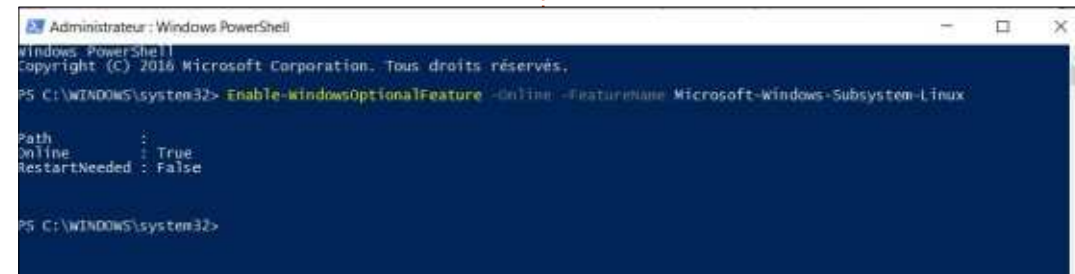 Administrateur : Windows PowerShell
Windows PowerShell
Copyright (C) 2016 Microsoft Corporation. Tous droits réservés.
PS C:\WINDOWS\system32> Enable-WindowsOptionalFeature -Online -FeatureName Microsoft-Windows-Subsystem-Linux
Path :
Online : True
RestartNeeded : False
PS C:\WINDOWS\system32>